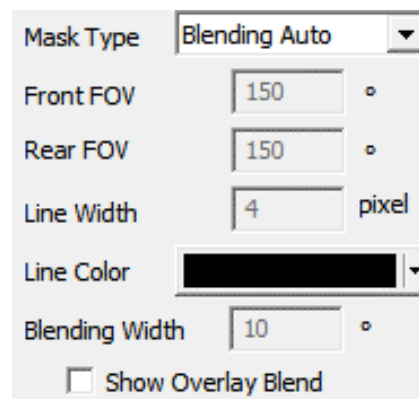 Mask Type Blending Auto
Front FOV 150 °
Rear FOV 150 °
Line Width 4 pixel
Line Color
Blending Width 10 °
Show Overlay Blend